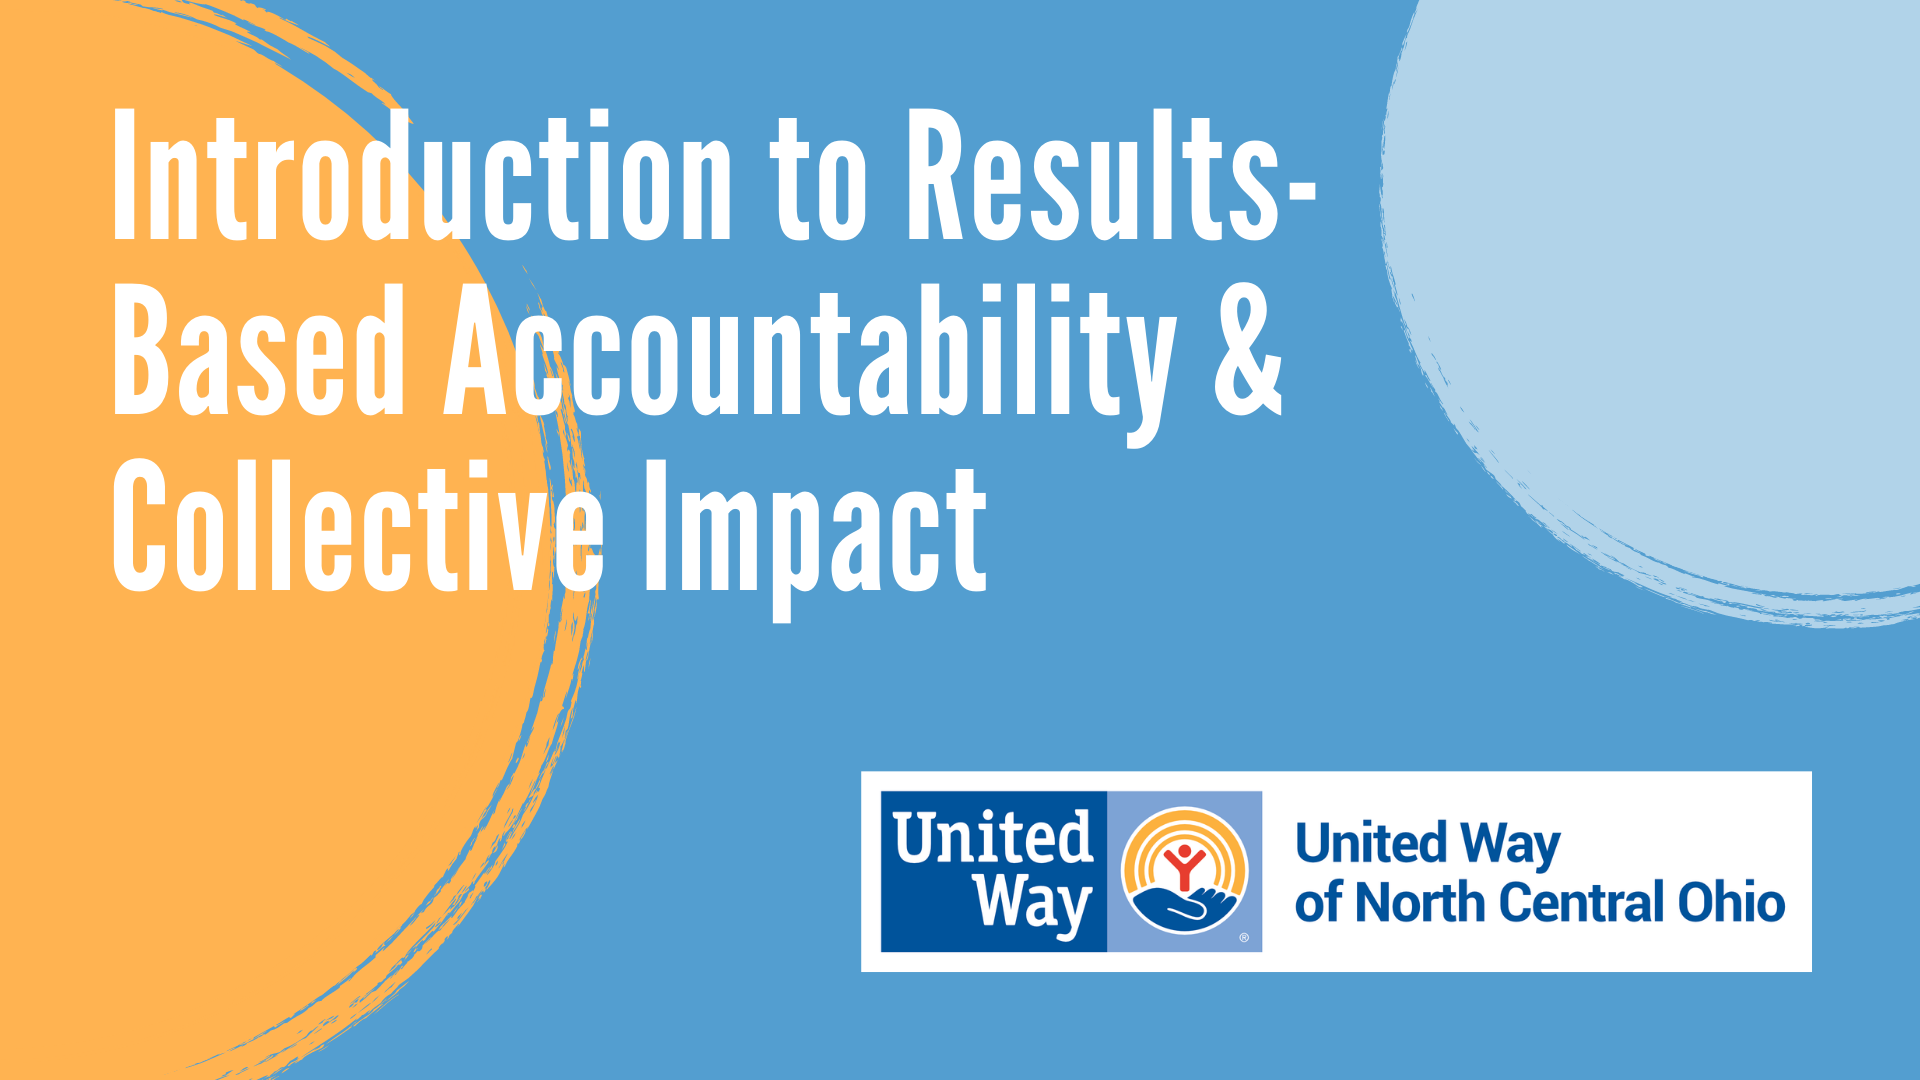 Introduction to Results-
Based Accountability &
Collective Impact
United
Way
®
United Way
of North Central Ohio